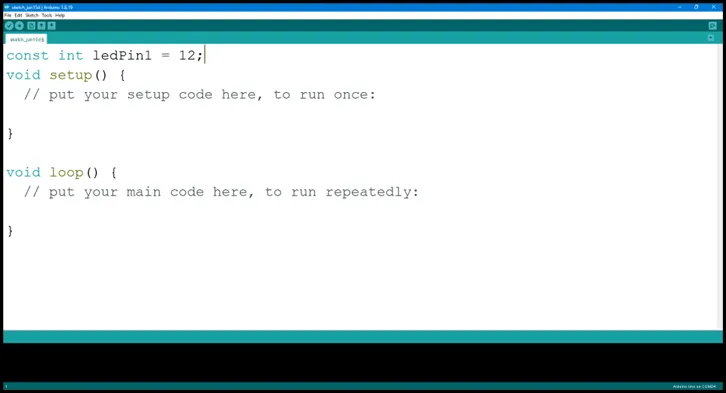 sketch_jun15d | Arduino 1.8.19
File Edit Sketch Tools Help
const int ledPin1 = 12;
void setup() {
// put your setup code here, to run once:
}
void loop() {
// put your main code here, to run repeatedly:
}
1
Arduino Uno on COM04